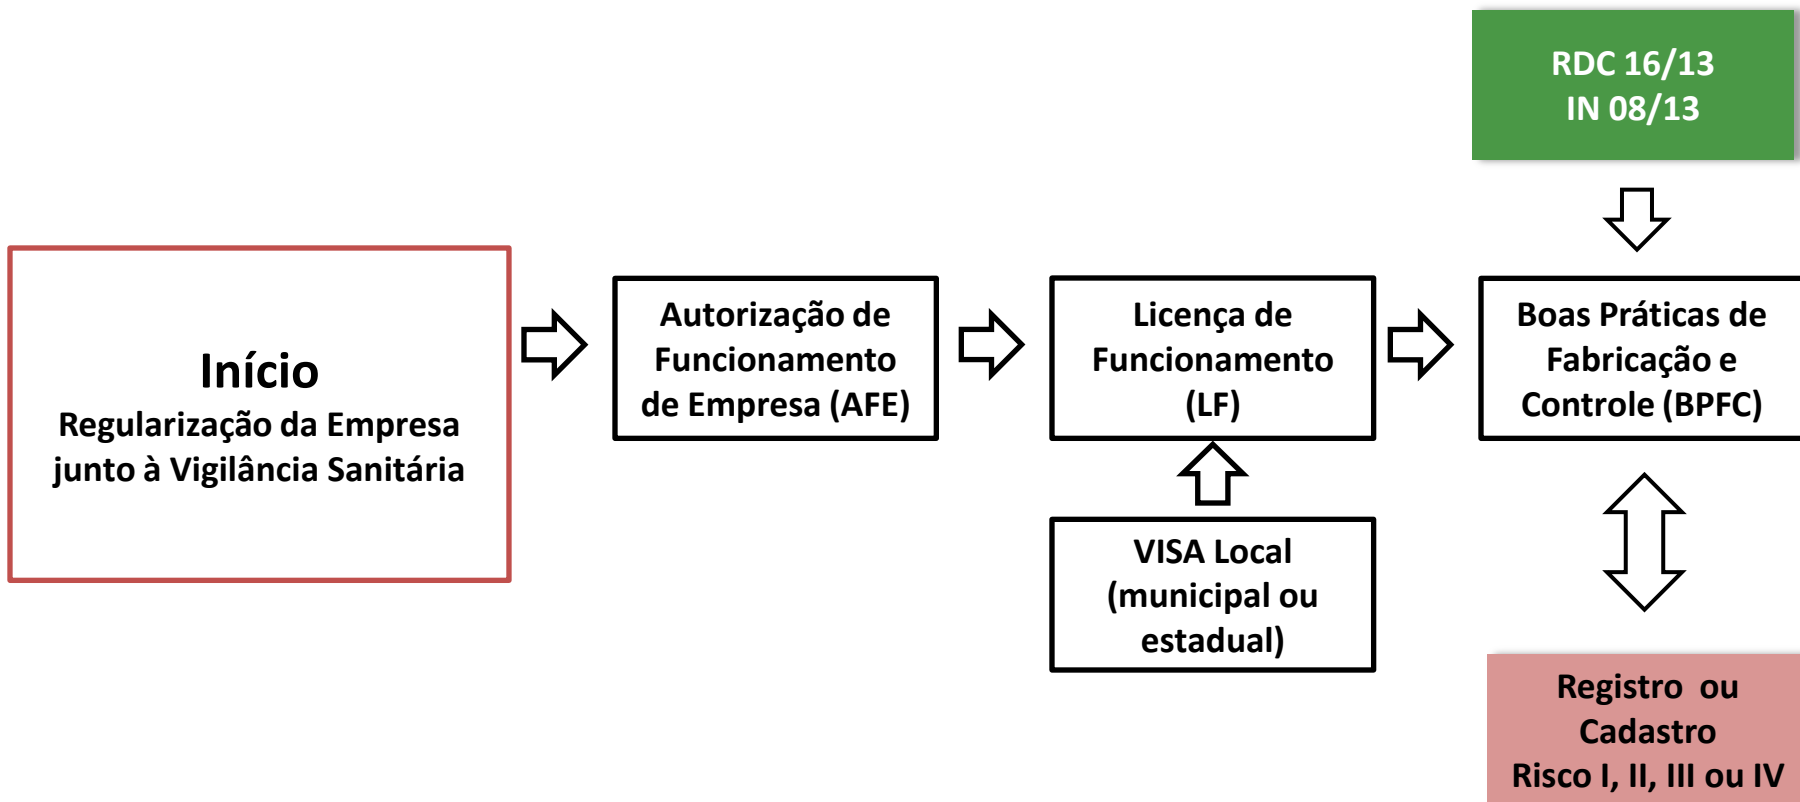 RDC 16/13
IN 08/13
Início
Regularização da Empresa
junto à Vigilância Sanitária
Autorização de
Funcionamento
de Empresa (AFE)
Licença de
Funcionamento
(LF)
Boas Práticas de
Fabricação e
Controle (BPFC)
VISA Local
(municipal ou
estadual)
Registro ou
Cadastro
Risco I, II, III ou IV